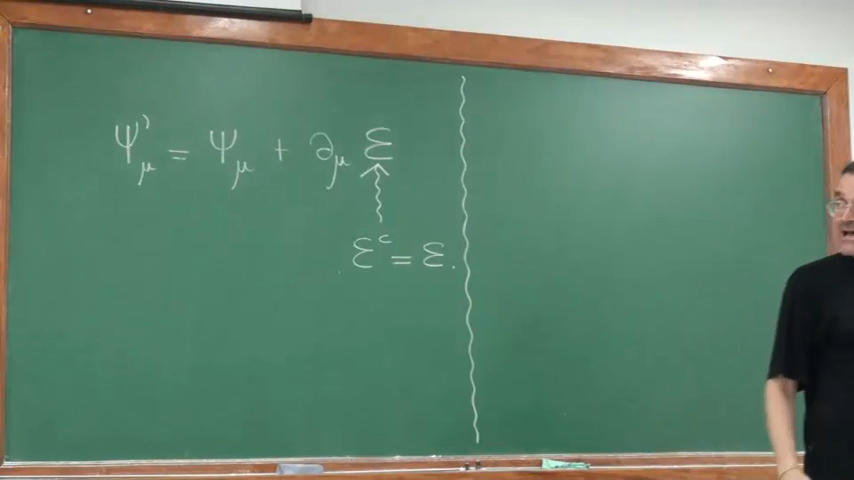 Ψ'_μ = Ψ_μ + ∂_μ Ɛ
Ɛ^c = Ɛ.